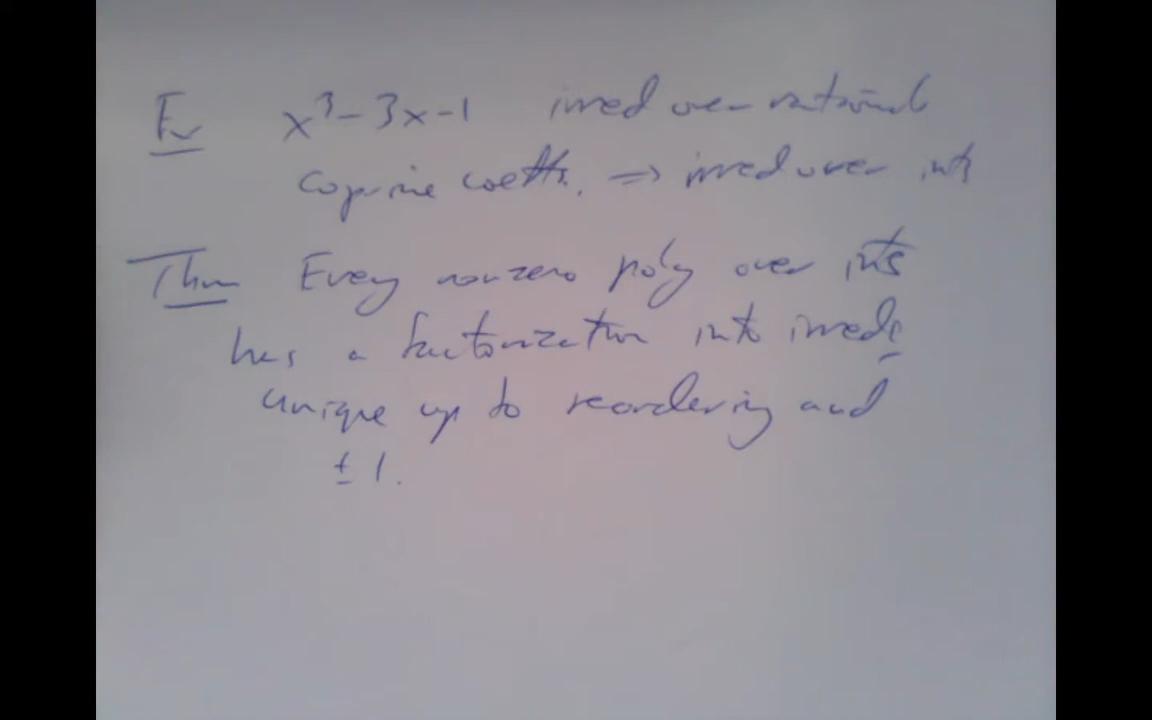 Ex x³-3x-1 irred over rationals
coprime coeffs. => irred over ints
Thm Every nonzero poly over ints
has a factorization into irreds
unique up to reordering and
± 1.